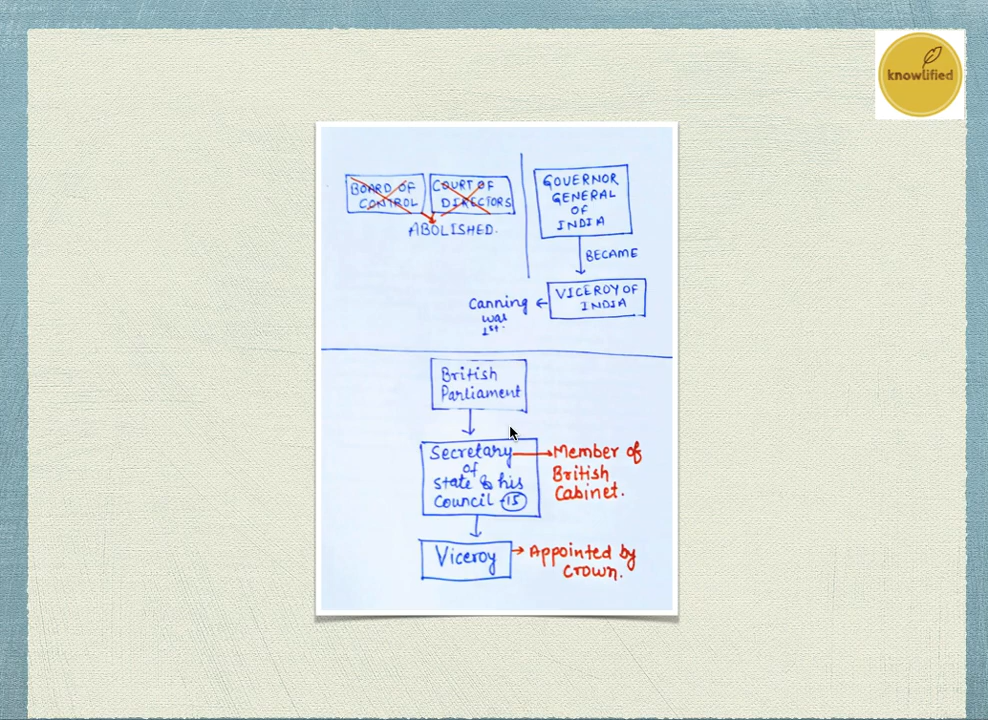 knowlified
BOARD OF
CONTROL
COURT OF
DIRECTORS
ABOLISHED.
GOVERNOR
GENERAL
OF
INDIA
BECAME
VICEROY OF
INDIA
Canning
was
1st.
British
Parliament
Secretary
of
State & his
Council - 15
Member of
British
Cabinet.
Viceroy
Appointed by
Crown.